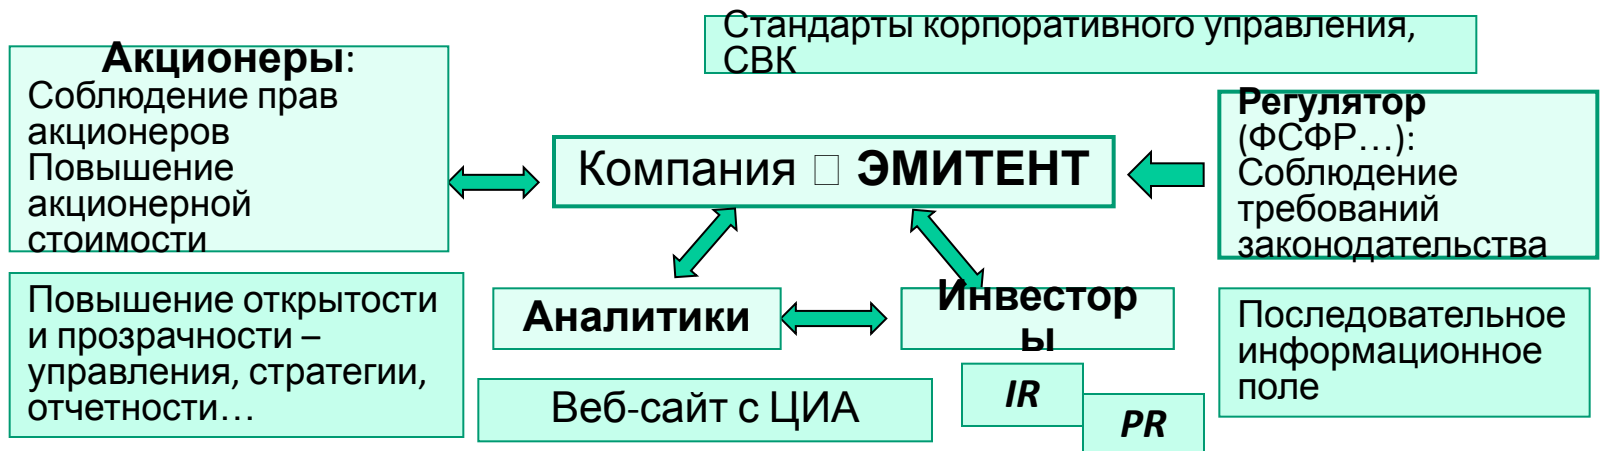 Стандарты корпоративного управления,
СВК
Акционеры:
Соблюдение прав
акционеров
Повышение
акционерной
стоимости
Компания □ ЭМИТЕНТ
Регулятор
(ФСФР…):
Соблюдение
требований
законодательства
Повышение открытости
и прозрачности –
управления, стратегии,
отчетности…
Аналитики
Инвестор
ы
Последовательное
информационное
поле
Веб-сайт с ЦИА
IR
PR